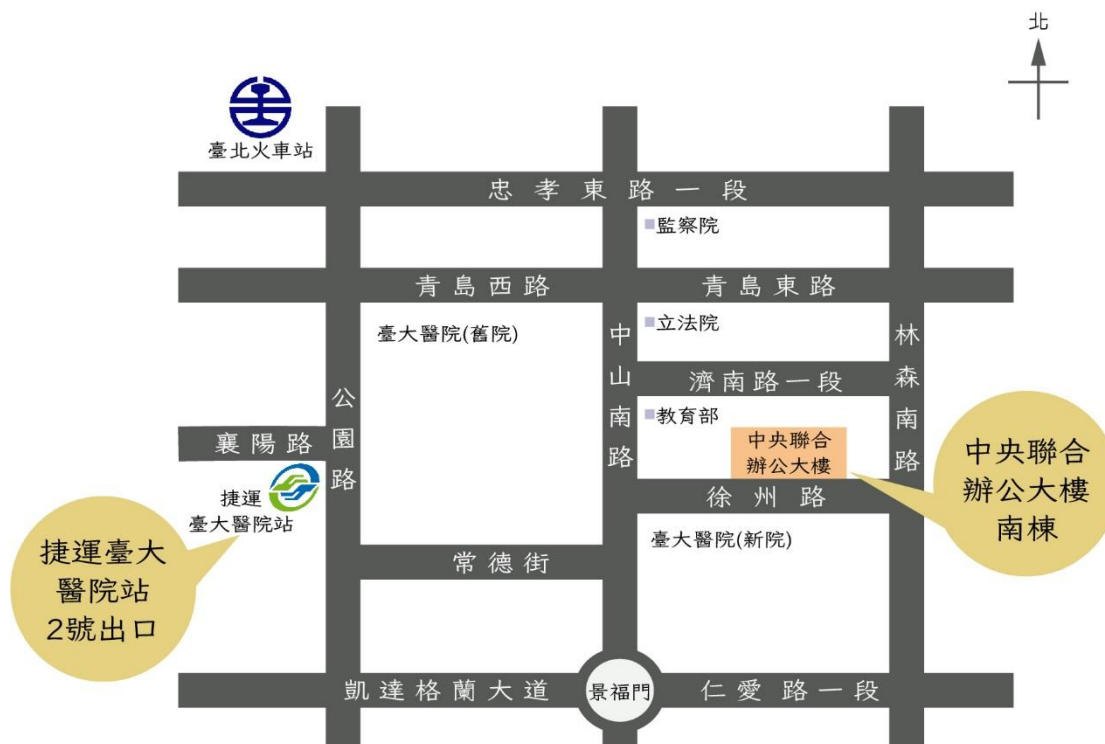 北
臺北火車站
忠孝東路一段
監察院
青島西路
青島東路
臺大醫院(舊院)
立法院
中山南路
林森南路
公園路
濟南路一段
襄陽路
教育部
中央聯合
辦公大樓
中央聯合
辦公大樓
南棟
捷運
臺大醫院站
徐州路
捷運臺大
醫院站
2號出口
臺大醫院(新院)
常德街
凱達格蘭大道
景福門
仁愛路一段